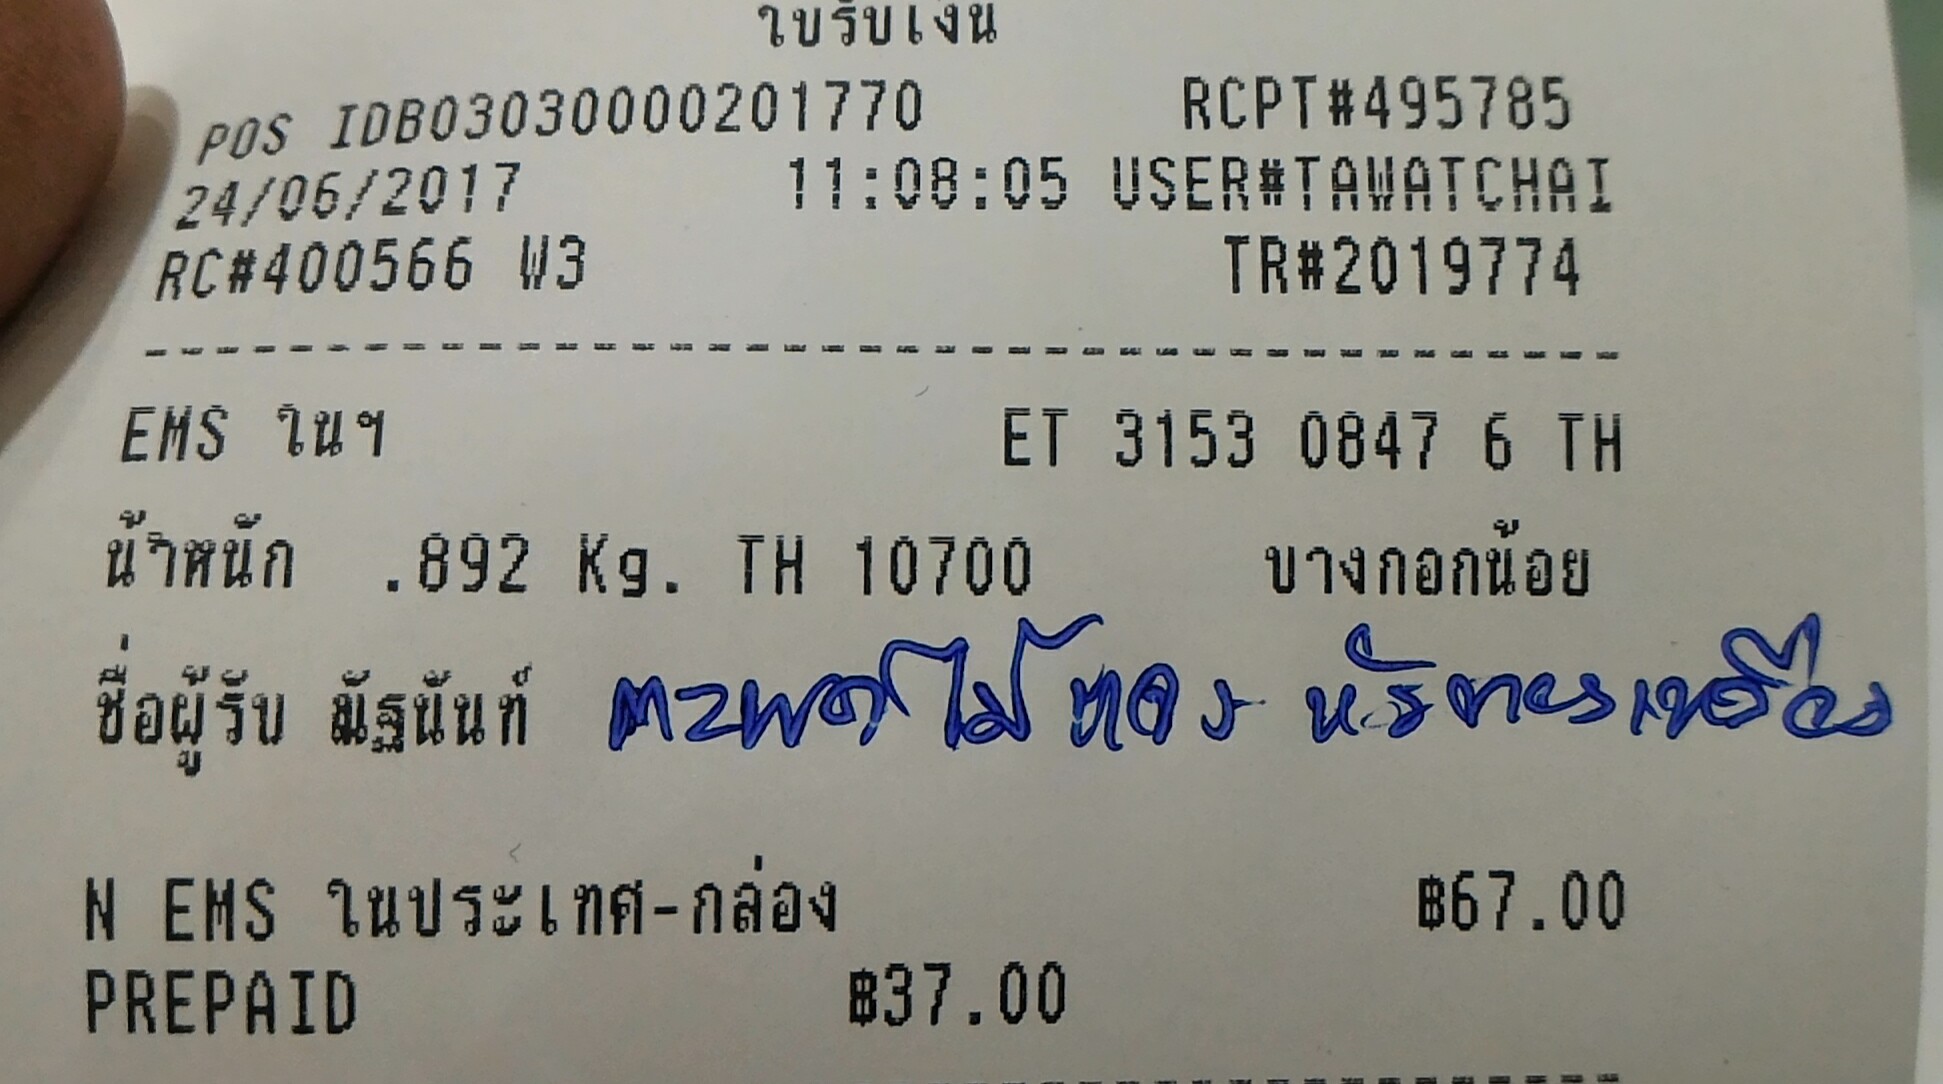 ใบรับเงิน
POS IDB03030000201770 RCPT#495785
24/06/2017 11:08:05 USER#TAWATCHAI
RC#400566 W3 TR#2019774
EMS ในฯ ET 3153 0847 6 TH
น้ำหนัก .892 Kg. TH 10700 บางกอกน้อย
ชื่อผู้รับ ณัฐนันท์ ไม้
N EMS ในประเทศ-กล่อง ฿67.00
PREPAID ฿37.00